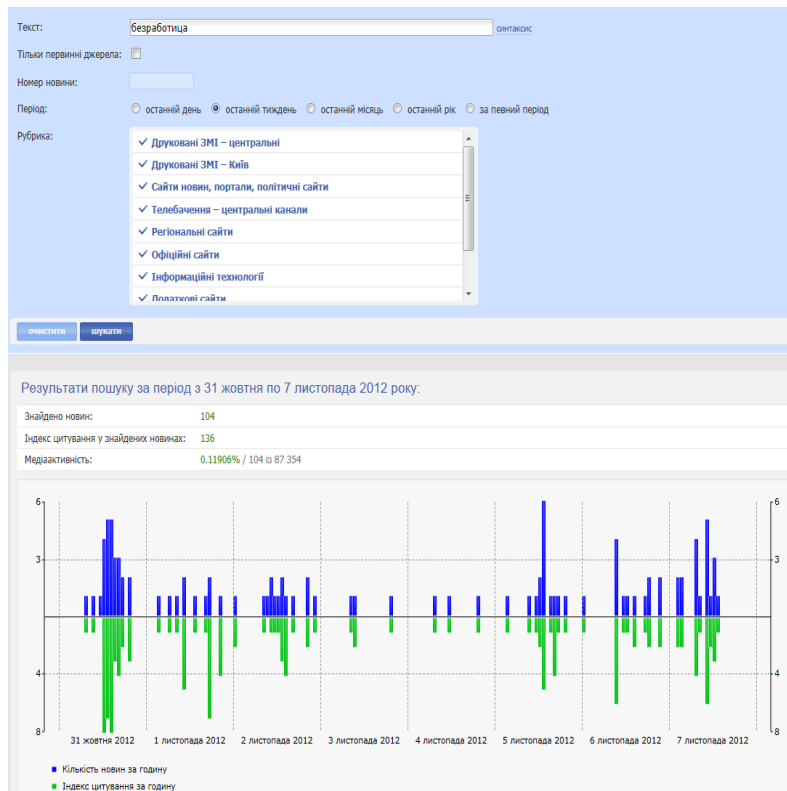 Текст: безработица синтаксис
Тільки первинні джерела:
Номер новини:
Період: останній день останній тиждень останній місяць останній рік за певний період
Рубрика:
Друковані ЗМІ – центральні
Друковані ЗМІ – Київ
Сайти новин, портали, політичні сайти
Телебачення – центральні канали
Регіональні сайти
Офіційні сайти
Інформаційні технології
Додаткові сайти
очистити шукати
Результати пошуку за період з 31 жовтня по 7 листопада 2012 року:
Знайдено новин: 104
Індекс цитування у знайдених новинах: 136
Медіаактивність: 0.11906% / 104 із 87 354
6 6
3 3
4 4
8 8
31 жовтня 2012 1 листопада 2012 2 листопада 2012 3 листопада 2012 4 листопада 2012 5 листопада 2012 6 листопада 2012 7 листопада 2012
Кількість новин за годину
Індекс цитування за годину